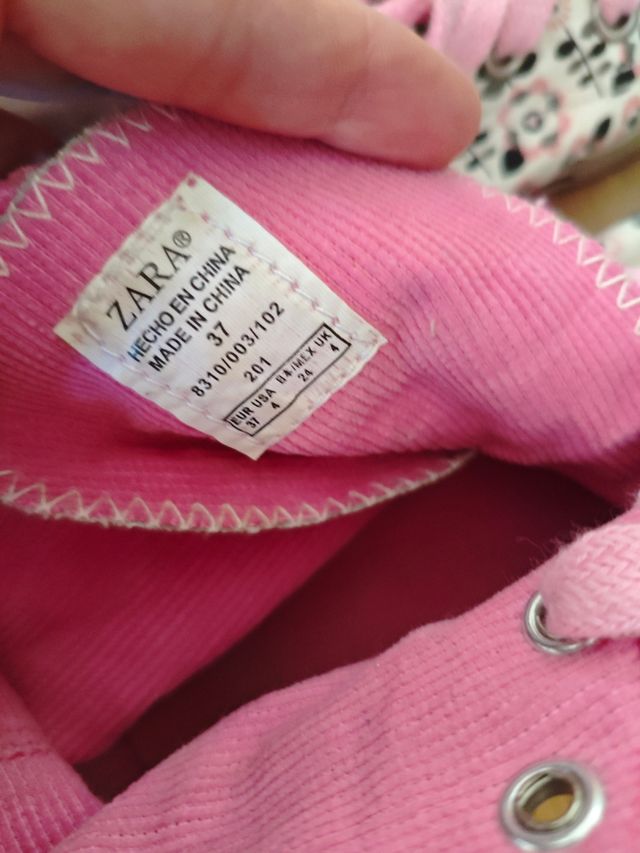 ZARA®
HECHO EN CHINA
MADE IN CHINA
37
8310/003/102
201
EUR USA B4/MEX UK
37 4 24 4